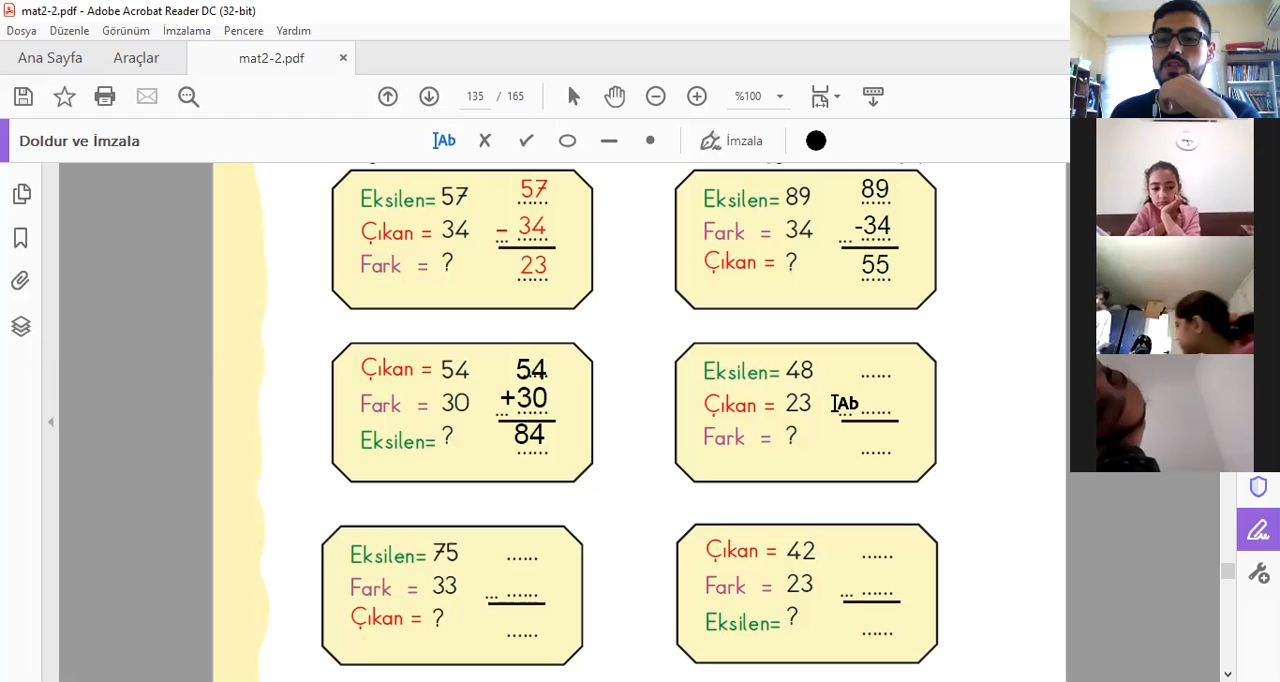 mat2-2.pdf - Adobe Acrobat Reader DC (32-bit)
Dosya Düzenle Görünüm İmzalama Pencere Yardım
Ana Sayfa Araçlar mat2-2.pdf ×
135 / 165 %100
Doldur ve İmzala IAb İmzala
Eksilen= 57 57
Çıkan = 34 - 34
Fark = ? 23
Eksilen= 89 89
Fark = 34 -34
Çıkan = ? 55
Çıkan = 54 54
Fark = 30 +30
Eksilen= ? 84
Eksilen= 48 ......
Çıkan = 23 IAb ......
Fark = ? ......
Eksilen= 75 ......
Fark = 33 ... ......
Çıkan = ? ......
Çıkan = 42 ......
Fark = 23 ... ......
Eksilen= ? ......